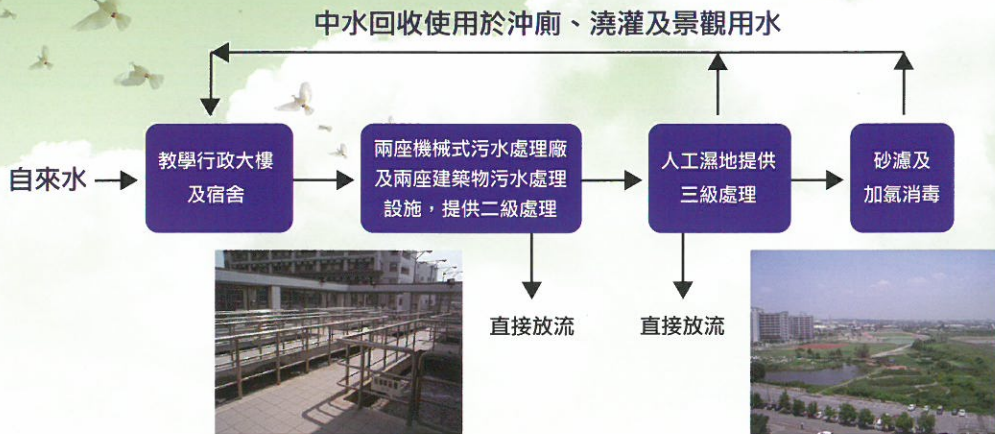 中水回收使用於沖廁、澆灌及景觀用水
自來水
教學行政大樓
及宿舍
兩座機械式污水處理廠
及兩座建築物污水處理
設施，提供二級處理
人工濕地提供
三級處理
砂濾及
加氯消毒
直接放流
直接放流